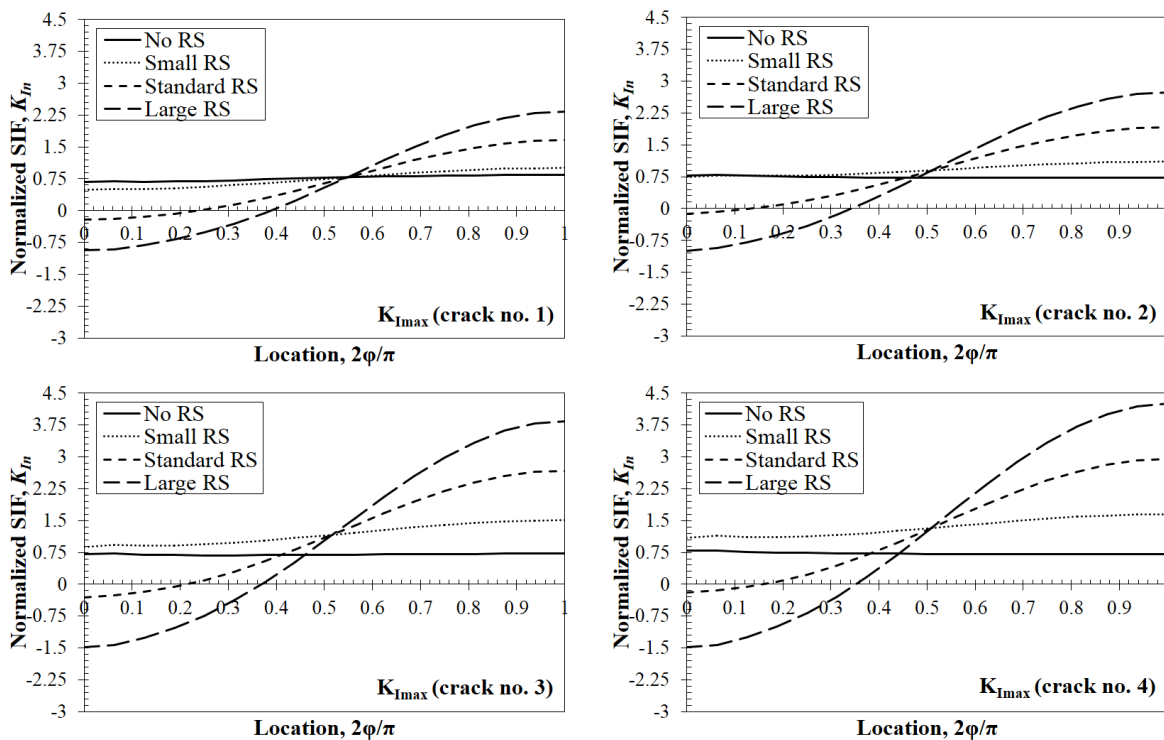 Normalized SIF, K_In
4.5
3.75
3
2.25
1.5
0.75
0
-0.75
-1.5
-2.25
-3
No RS
Small RS
Standard RS
Large RS
0 0.1 0.2 0.3 0.4 0.5 0.6 0.7 0.8 0.9 1
K_Imax (crack no. 1)
Location, 2φ/π
Normalized SIF, K_In
4.5
3.75
3
2.25
1.5
0.75
0
-0.75
-1.5
-2.25
-3
No RS
Small RS
Standard RS
Large RS
0 0.1 0.2 0.3 0.4 0.5 0.6 0.7 0.8 0.9
K_Imax (crack no. 2)
Location, 2φ/π
Normalized SIF, K_In
4.5
3.75
3
2.25
1.5
0.75
0
-0.75
-1.5
-2.25
-3
No RS
Small RS
Standard RS
Large RS
0 0.1 0.2 0.3 0.4 0.5 0.6 0.7 0.8 0.9 1
K_Imax (crack no. 3)
Location, 2φ/π
Normalized SIF, K_In
4.5
3.75
3
2.25
1.5
0.75
0
-0.75
-1.5
-2.25
-3
No RS
Small RS
Standard RS
Large RS
0 0.1 0.2 0.3 0.4 0.5 0.6 0.7 0.8 0.9
K_Imax (crack no. 4)
Location, 2φ/π